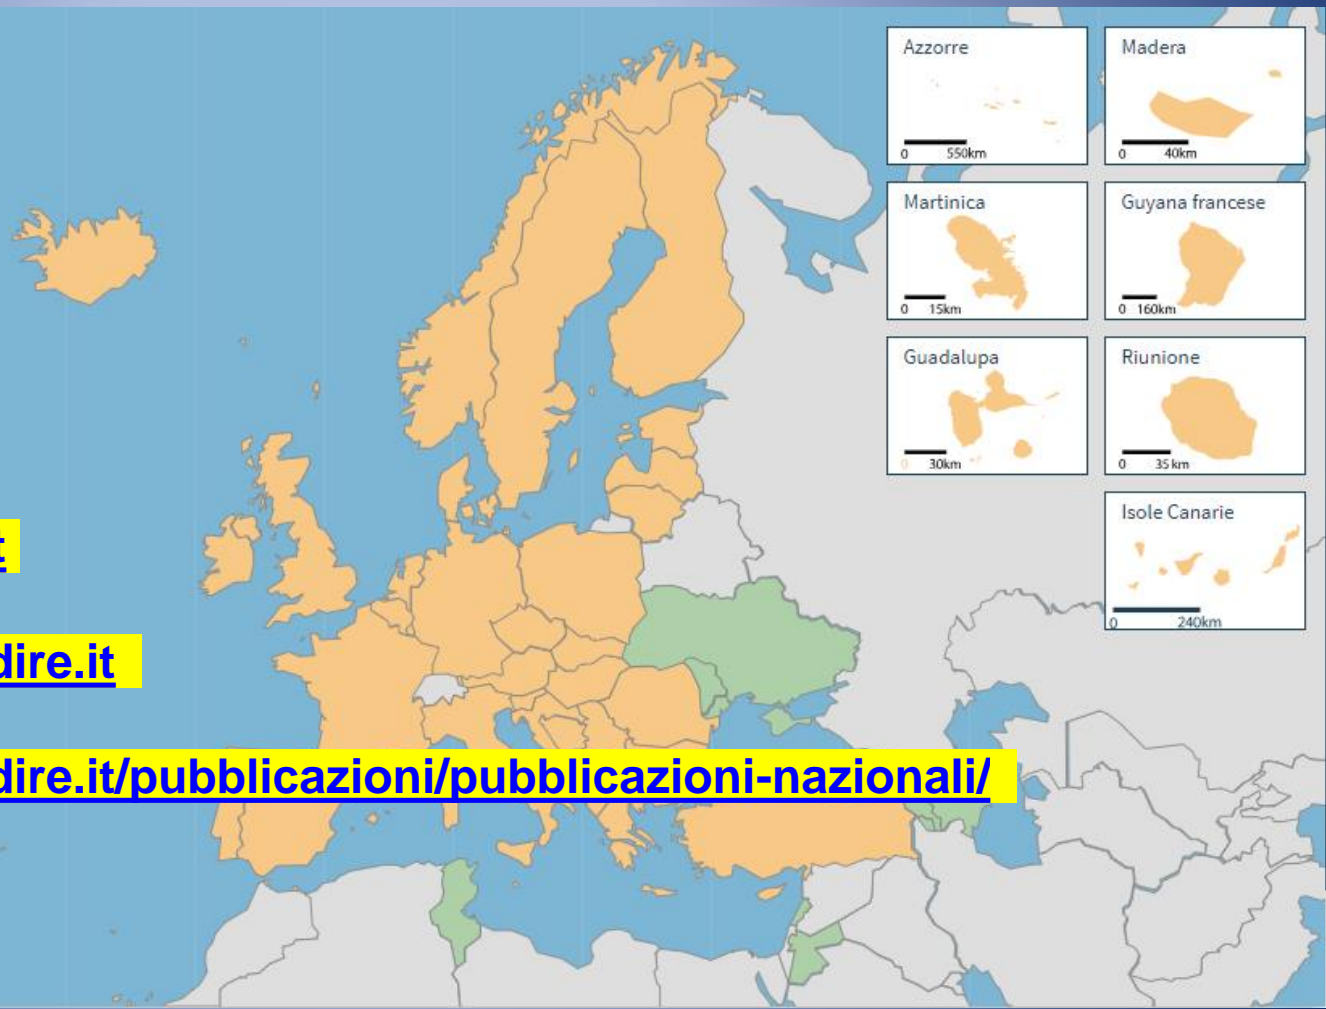 Azzorre
0 550km
Madera
0 40km
Martinica
0 15km
Guyana francese
0 160km
Guadalupa
0 30km
Riunione
0 35 km
Isole Canarie
0 240km
t
dire.it
dire.it/pubblicazioni/pubblicazioni-nazionali/